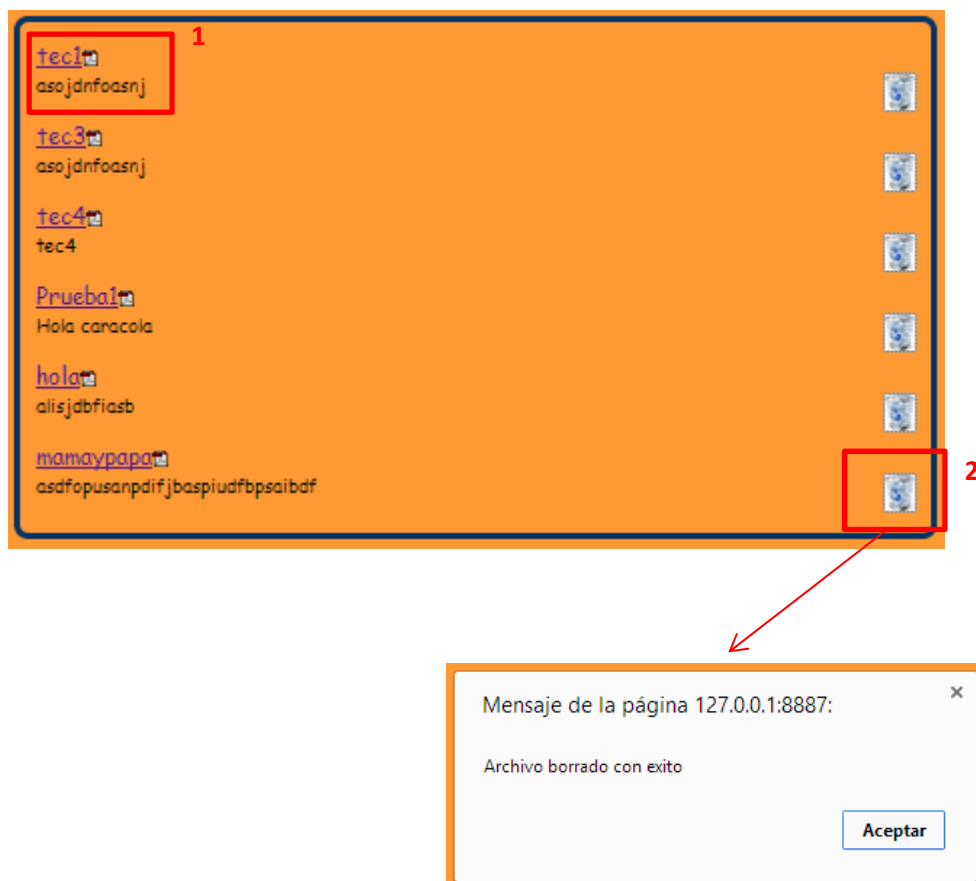 1
tec1
asojdnfoasnj
tec3
asojdnfoasnj
tec4
tec4
Prueba1
Hola caracola
hola
alisjdbfiasb
mamaypapa
asdfopusanpdifjbaspiudfbpsaibdf
2
Mensaje de la página 127.0.0.1:8887:
×
Archivo borrado con exito
Aceptar